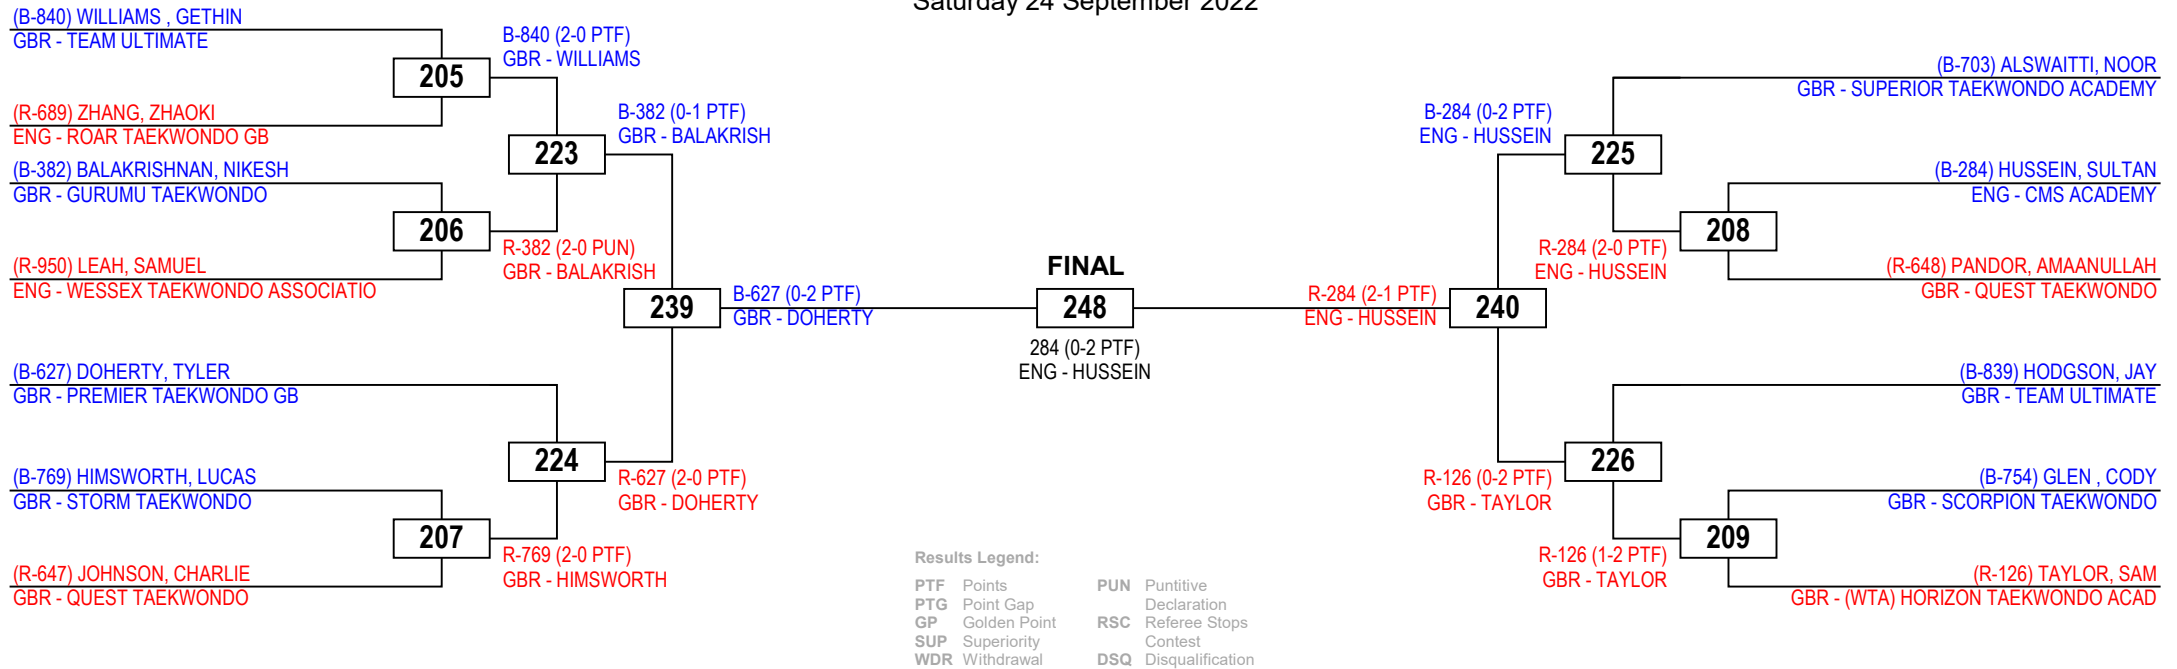 Saturday 24 September 2022
(B-840) WILLIAMS , GETHIN
GBR - TEAM ULTIMATE
205
(R-689) ZHANG, ZHAOKI
ENG - ROAR TAEKWONDO GB
B-840 (2-0 PTF)
GBR - WILLIAMS
(B-382) BALAKRISHNAN, NIKESH
GBR - GURUMU TAEKWONDO
206
(R-950) LEAH, SAMUEL
ENG - WESSEX TAEKWONDO ASSOCIATIO
R-382 (2-0 PUN)
GBR - BALAKRISH
223
B-382 (0-1 PTF)
GBR - BALAKRISH
239
(B-627) DOHERTY, TYLER
GBR - PREMIER TAEKWONDO GB
224
(B-769) HIMSWORTH, LUCAS
GBR - STORM TAEKWONDO
207
(R-647) JOHNSON, CHARLIE
GBR - QUEST TAEKWONDO
R-769 (2-0 PTF)
GBR - HIMSWORTH
R-627 (2-0 PTF)
GBR - DOHERTY
B-627 (0-2 PTF)
GBR - DOHERTY
FINAL
248
284 (0-2 PTF)
ENG - HUSSEIN
R-284 (2-1 PTF)
ENG - HUSSEIN
240
B-284 (0-2 PTF)
ENG - HUSSEIN
225
(B-703) ALSWAITTI, NOOR
GBR - SUPERIOR TAEKWONDO ACADEMY
(B-284) HUSSEIN, SULTAN
ENG - CMS ACADEMY
208
R-284 (2-0 PTF)
ENG - HUSSEIN
(R-648) PANDOR, AMAANULLAH
GBR - QUEST TAEKWONDO
(B-839) HODGSON, JAY
GBR - TEAM ULTIMATE
226
R-126 (0-2 PTF)
GBR - TAYLOR
(B-754) GLEN , CODY
GBR - SCORPION TAEKWONDO
209
R-126 (1-2 PTF)
GBR - TAYLOR
(R-126) TAYLOR, SAM
GBR - (WTA) HORIZON TAEKWONDO ACAD
Results Legend:
PTF Points
PTG Point Gap
GP Golden Point
SUP Superiority
WDR Withdrawal
PUN Puntitive
Declaration
RSC Referee Stops
Contest
DSQ Disqualification